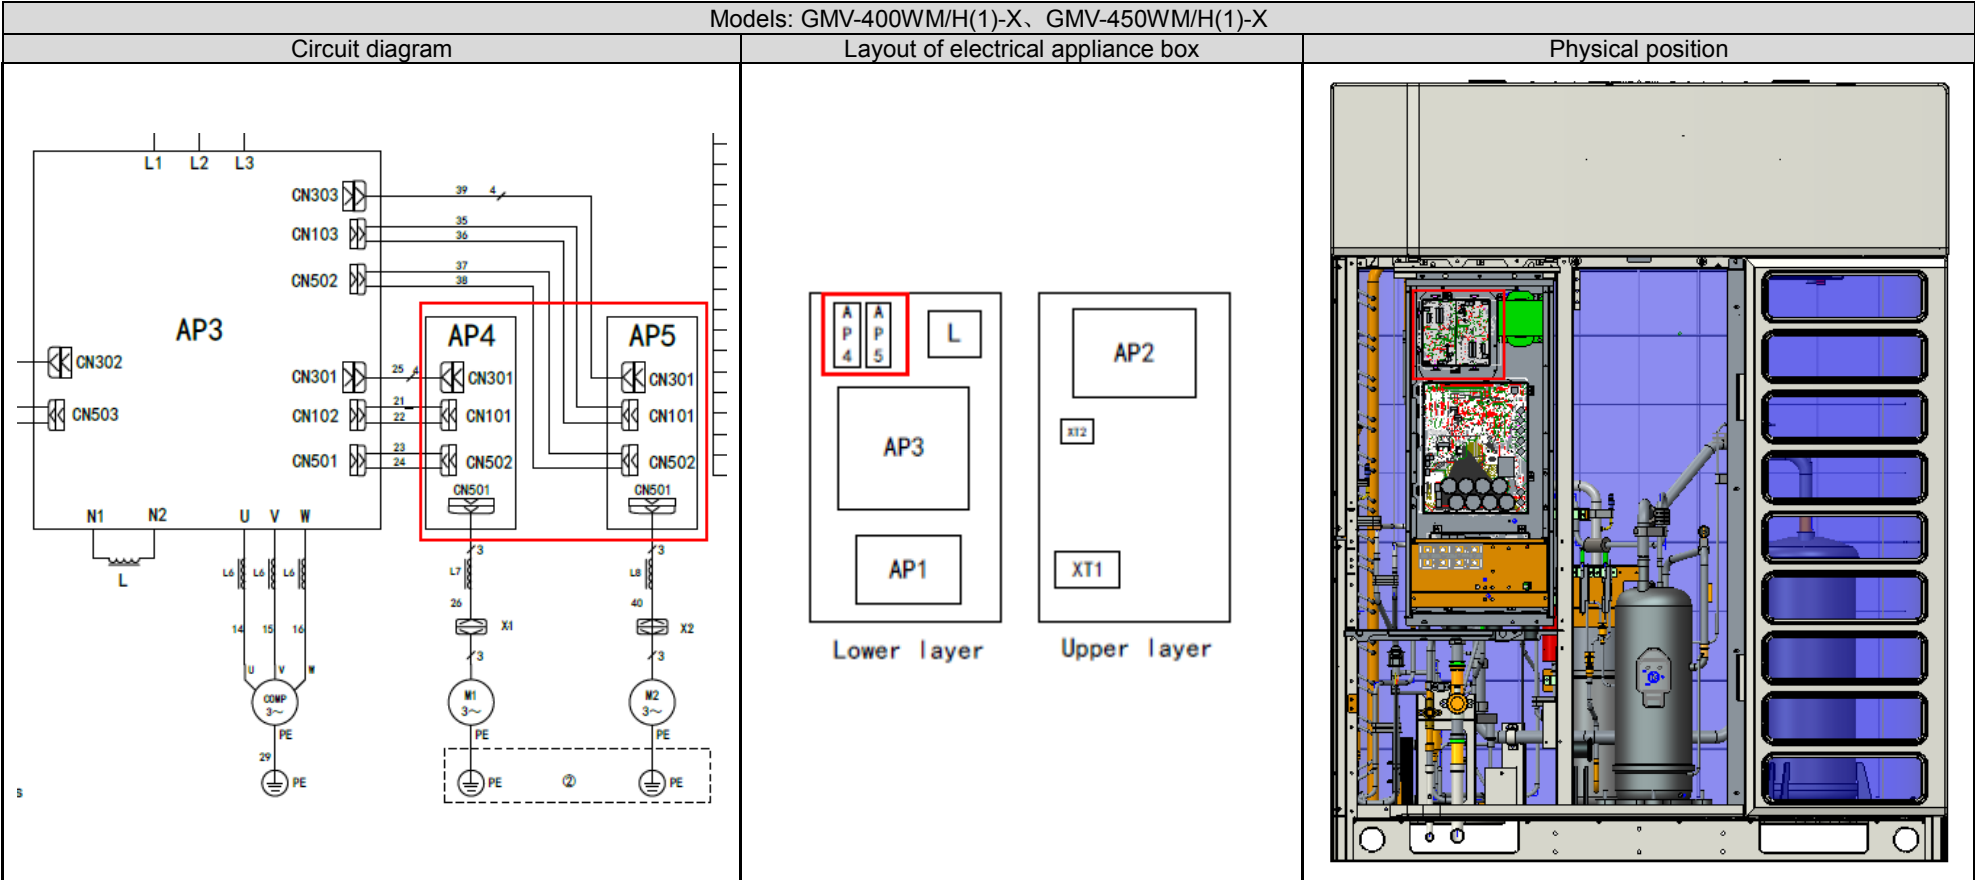 Models: GMV-400WM/H(1)-X、GMV-450WM/H(1)-X
Circuit diagram
Layout of electrical appliance box
Physical position
L1 L2 L3
CN303
39 4
CN103
35
36
CN502
37
38
AP3
AP4
AP5
CN302
CN503
CN301
25 4
CN301
CN301
CN102
21
22
CN101
CN101
CN501
23
24
CN502
CN502
CN501
CN501
N1 N2 U V W
L
L6 L6 L6
3
3
L7
L8
26
40
14 15 16
X1
X2
3
3
U V W
COMP
3~
M1
3~
M2
3~
PE
PE
PE
29
PE
PE
②
PE
s
A
P
4
A
P
5
L
AP3
AP1
Lower layer
AP2
XT2
XT1
Upper layer